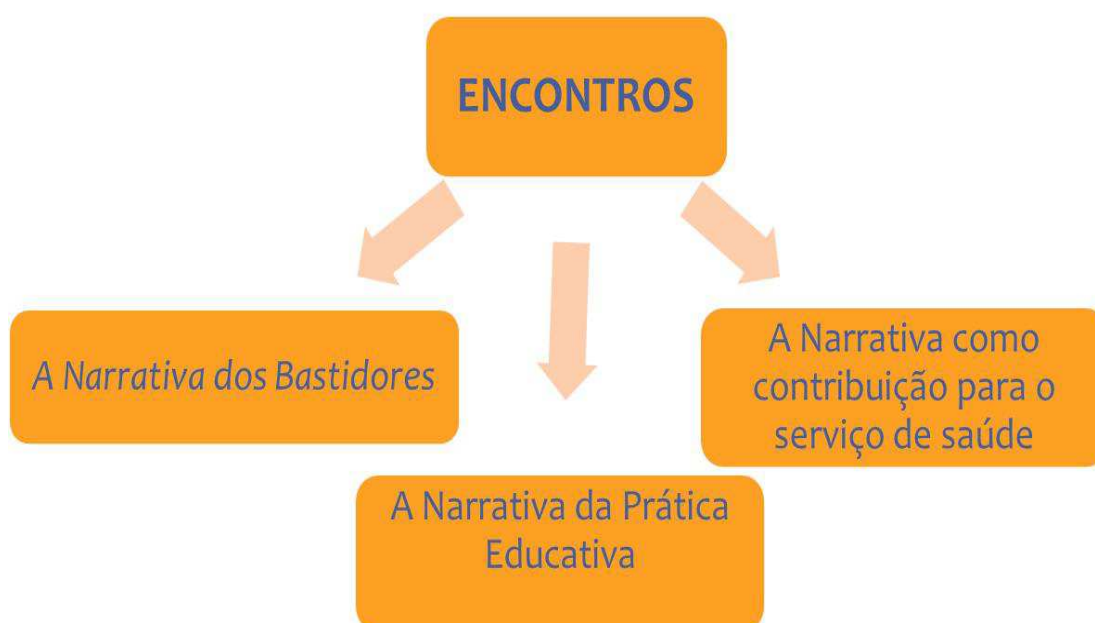 ENCONTROS
A Narrativa dos Bastidores
A Narrativa como
contribuição para o
serviço de saúde
A Narrativa da Prática
Educativa